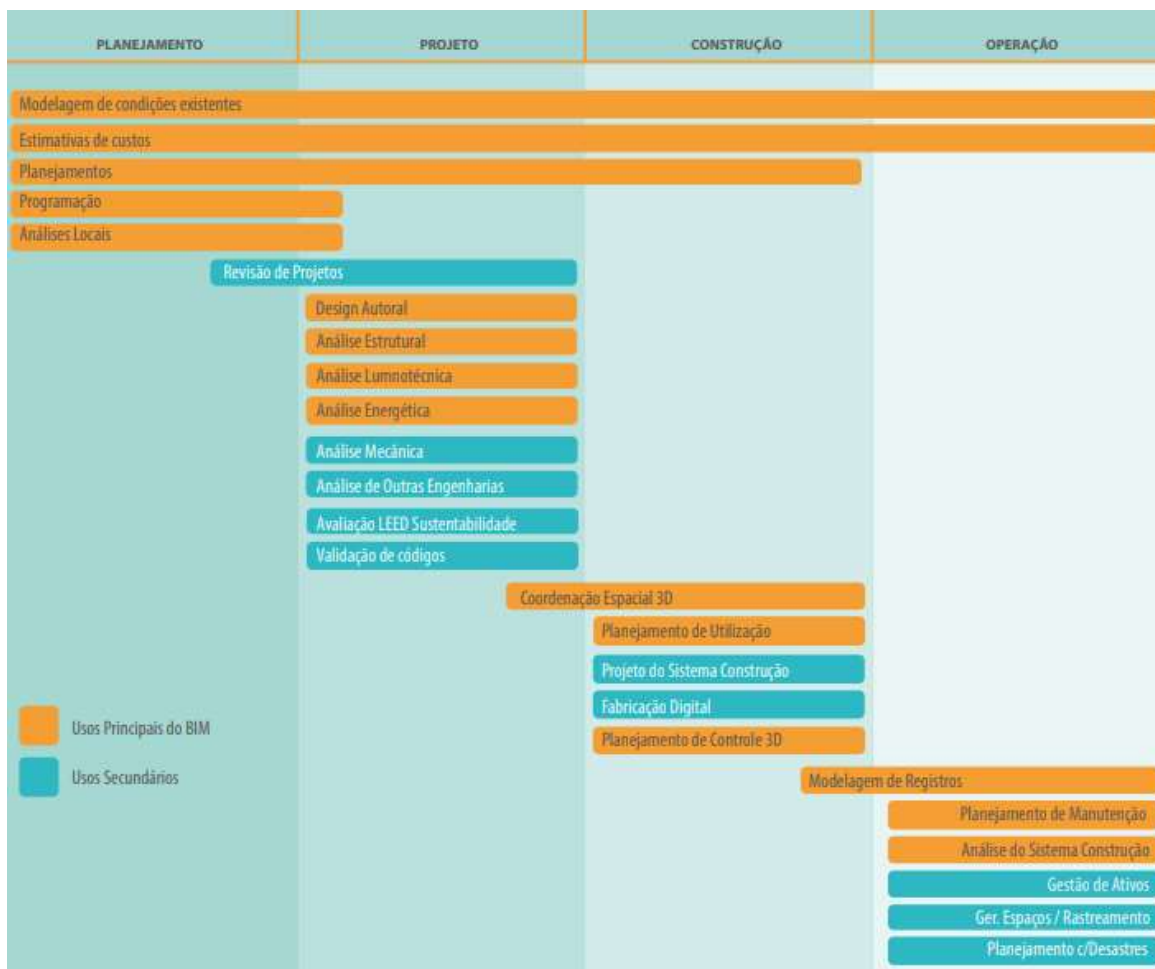 PLANEJAMENTO
PROJETO
CONSTRUÇÃO
OPERAÇÃO
Modelagem de condições existentes
Estimativas de custos
Planejamentos
Programação
Análises Locais
Revisão de Projetos
Design Autoral
Análise Estrutural
Análise Lumnotécnica
Análise Energética
Análise Mecânica
Análise de Outras Engenharias
Avaliação LEED Sustentabilidade
Validação de códigos
Coordenação Espacial 3D
Planejamento de Utilização
Projeto do Sistema Construção
Fabricação Digital
Planejamento de Controle 3D
Usos Principais do BIM
Usos Secundários
Modelagem de Registros
Planejamento de Manutenção
Análise do Sistema Construção
Gestão de Ativos
Ger. Espaços / Rastreamento
Planejamento c/Desastres